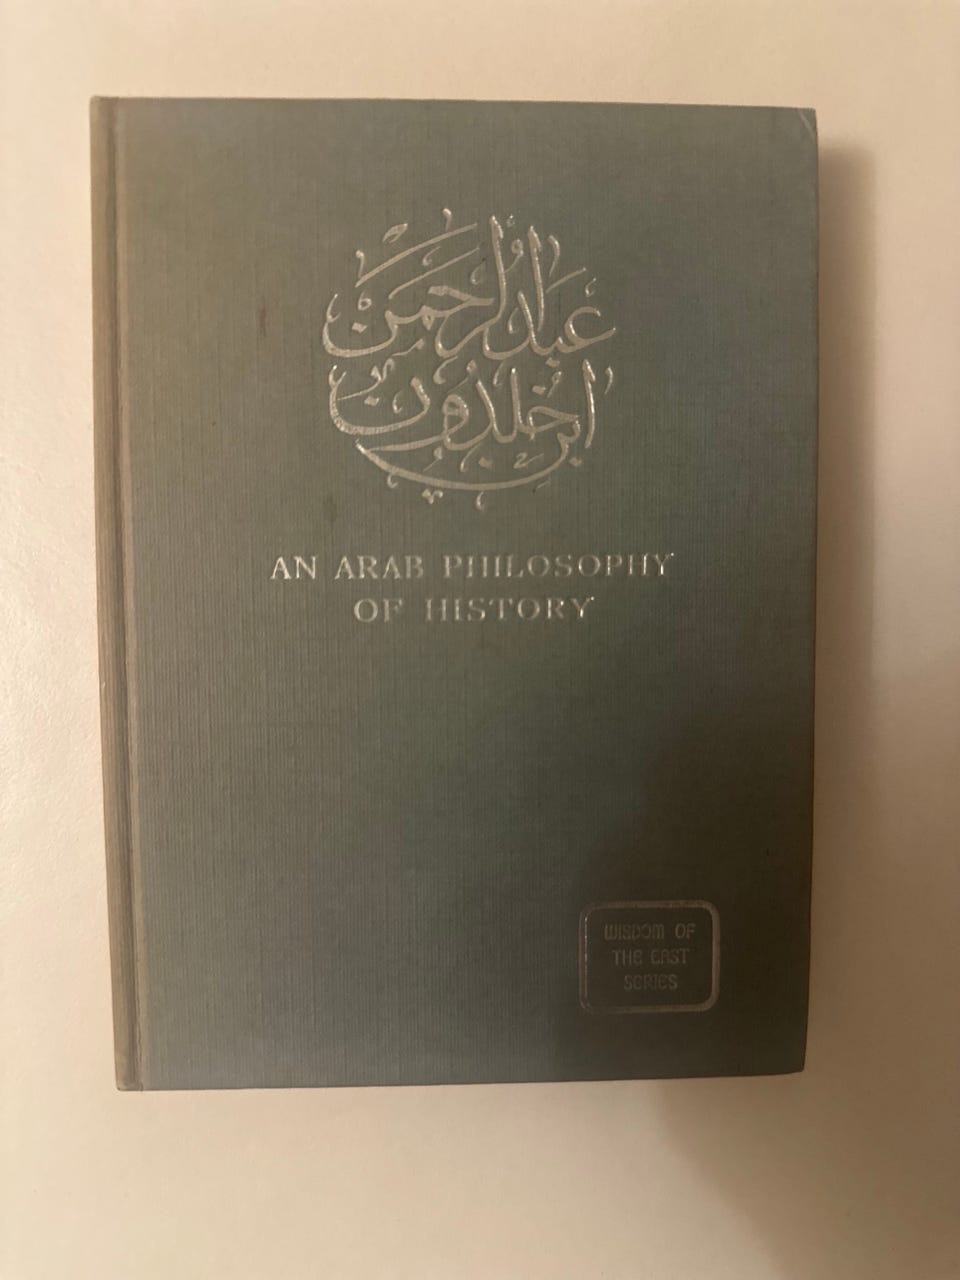 عبد الرحمن
ابن خلدون
AN ARAB PHILOSOPHY
OF HISTORY
WISDOM OF
THE EAST
SERIES